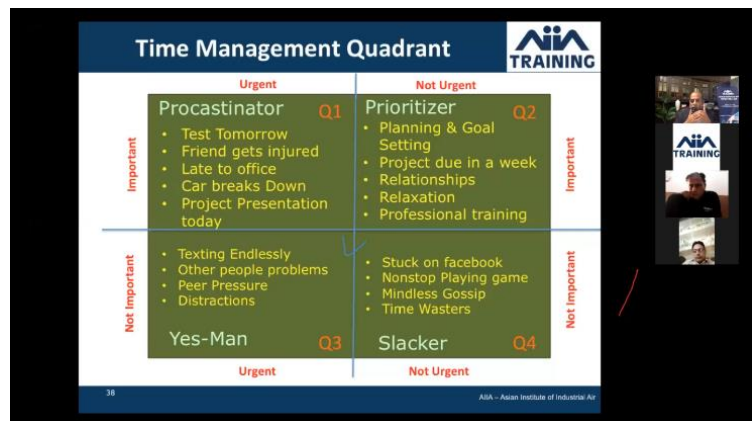 Time Management Quadrant
AiiA
TRAINING
Urgent
Not Urgent
Important
Procastinator Q1
• Test Tomorrow
• Friend gets injured
• Late to office
• Car breaks Down
• Project Presentation
today
Prioritizer Q2
• Planning & Goal
Setting
• Project due in a week
• Relationships
• Relaxation
• Professional training
Important
Not Important
• Texting Endlessly
• Other people problems
• Peer Pressure
• Distractions
Yes-Man Q3
• Stuck on facebook
• Nonstop Playing game
• Mindless Gossip
• Time Wasters
Slacker Q4
Not Important
Urgent
Not Urgent
38
AIIA – Asian Institute of Industrial Air
AiiA
TRAINING